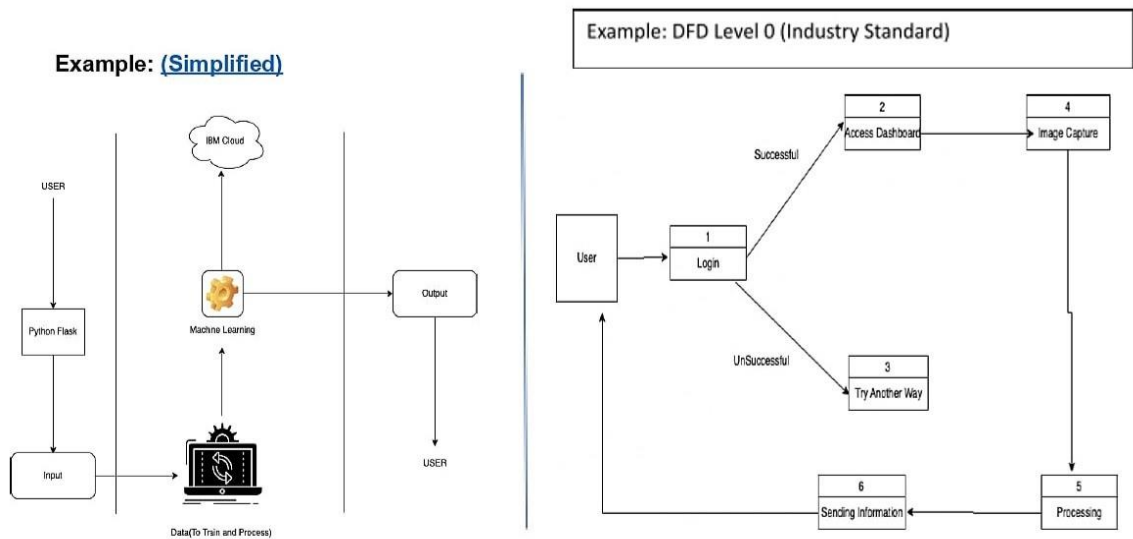 Example: (Simplified)
IBM Cloud
USER
Python Flask
Machine Learning
Output
Input
USER
Data(To Train and Process)
Example: DFD Level 0 (Industry Standard)
2
Access Dashboard
4
Image Capture
Successful
User
1
Login
UnSuccessful
3
Try Another Way
6
Sending Information
5
Processing